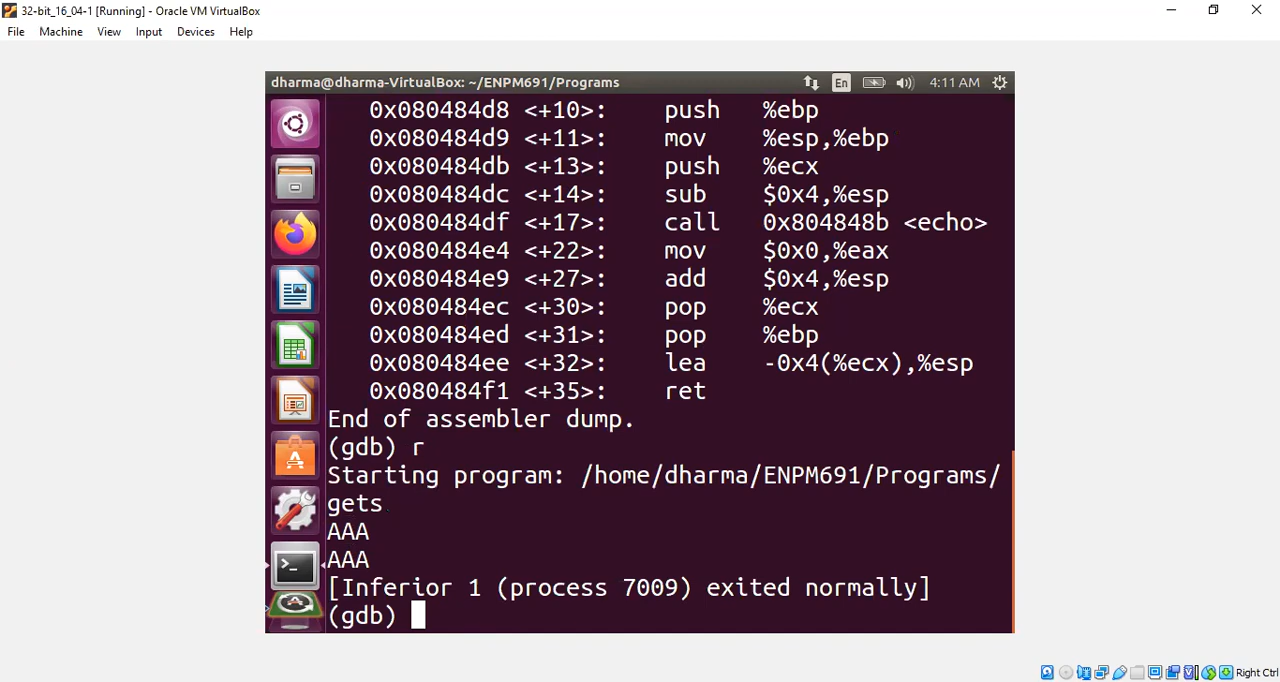 32-bit_16_04-1 [Running] - Oracle VM VirtualBox
File Machine View Input Devices Help
dharma@dharma-VirtualBox: ~/ENPM691/Programs En 4:11 AM
0x080484d8 <+10>: push %ebp
0x080484d9 <+11>: mov %esp,%ebp
0x080484db <+13>: push %ecx
0x080484dc <+14>: sub $0x4,%esp
0x080484df <+17>: call 0x804848b <echo>
0x080484e4 <+22>: mov $0x0,%eax
0x080484e9 <+27>: add $0x4,%esp
0x080484ec <+30>: pop %ecx
0x080484ed <+31>: pop %ebp
0x080484ee <+32>: lea -0x4(%ecx),%esp
0x080484f1 <+35>: ret
End of assembler dump.
(gdb) r
Starting program: /home/dharma/ENPM691/Programs/
gets
AAA
AAA
[Inferior 1 (process 7009) exited normally]
(gdb)
Right Ctrl